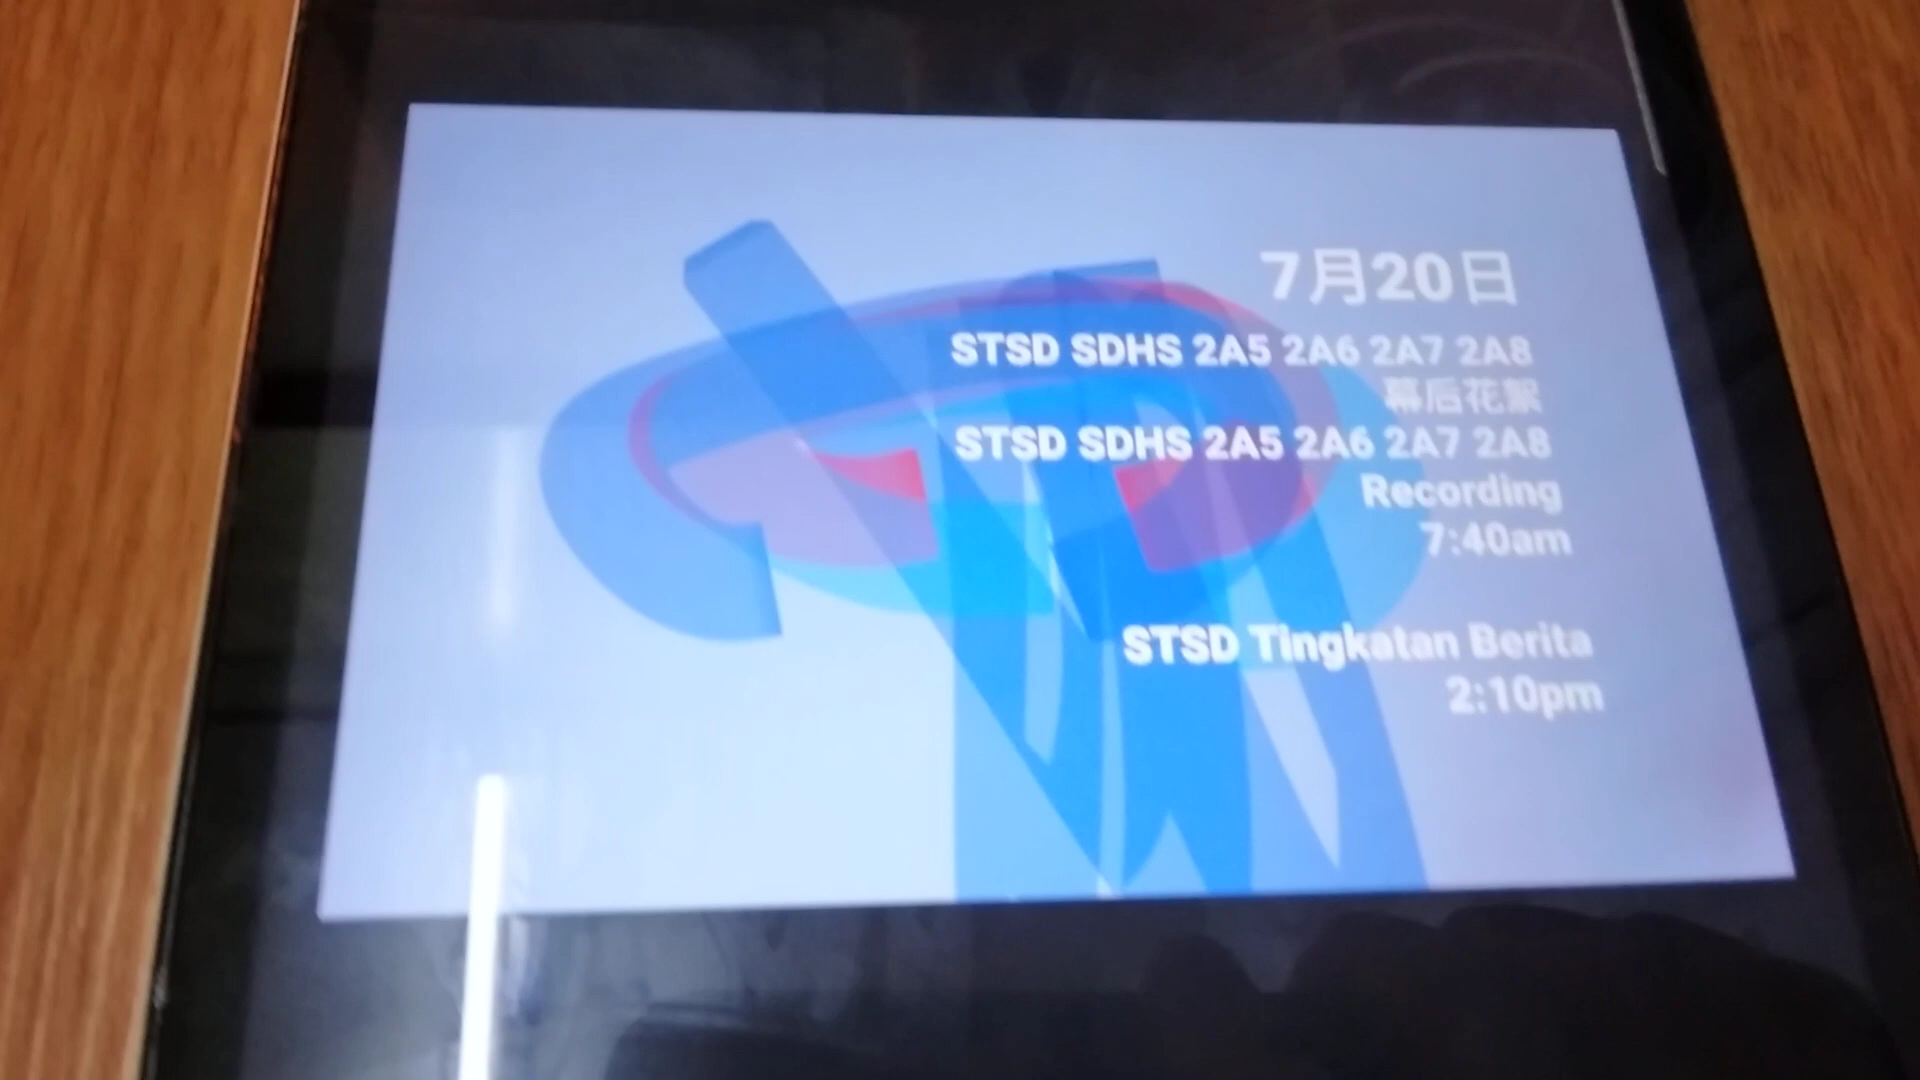 7月20日
STSD SDHS 2A5 2A6 2A7 2A8
幕后花絮
STSD SDHS 2A5 2A6 2A7 2A8
Recording
7:40am
STSD Tingkatan Berita
2:10pm